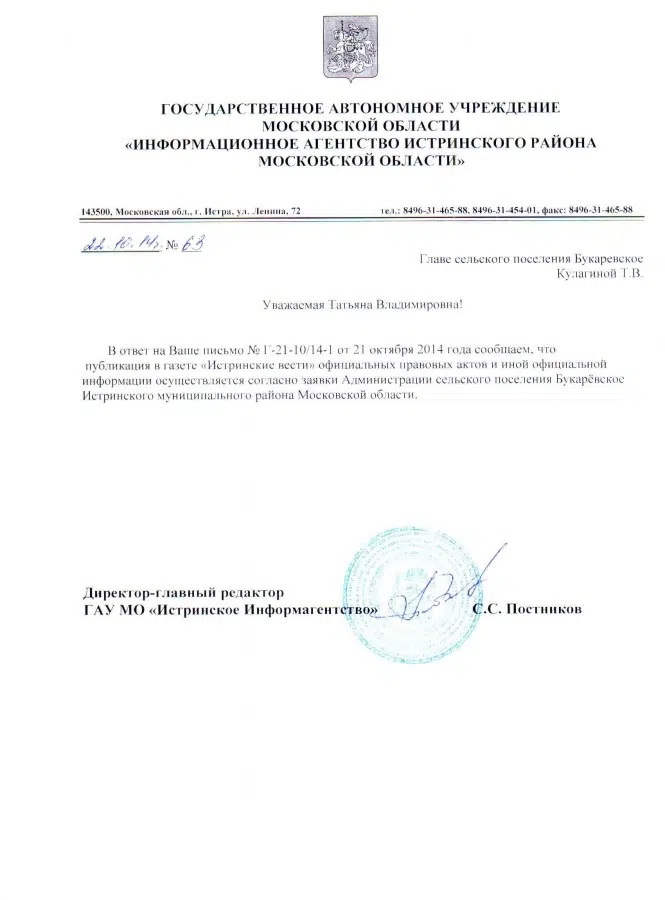 ГОСУДАРСТВЕННОЕ АВТОНОМНОЕ УЧРЕЖДЕНИЕ
МОСКОВСКОЙ ОБЛАСТИ
«ИНФОРМАЦИОННОЕ АГЕНТСТВО ИСТРИНСКОГО РАЙОНА
МОСКОВСКОЙ ОБЛАСТИ»
143500, Московская обл., г. Истра, ул. Ленина, 72 тел.: 8496-31-465-88, 8496-31-454-01, факс: 8496-31-465-88
22.10.14г. № 63
Главе сельского поселения Букаревское
Кулагиной Т.В.
Уважаемая Татьяна Владимировна!
В ответ на Ваше письмо № Г-21-10/14-1 от 21 октября 2014 года сообщаем, что
публикация в газете «Истринские вести» официальных правовых актов и иной официальной
информации осуществляется согласно заявки Администрации сельского поселения Букарёвское
Истринского муниципального района Московской области.
Директор-главный редактор
ГАУ МО «Истринское Информагентство» С.С. Постников